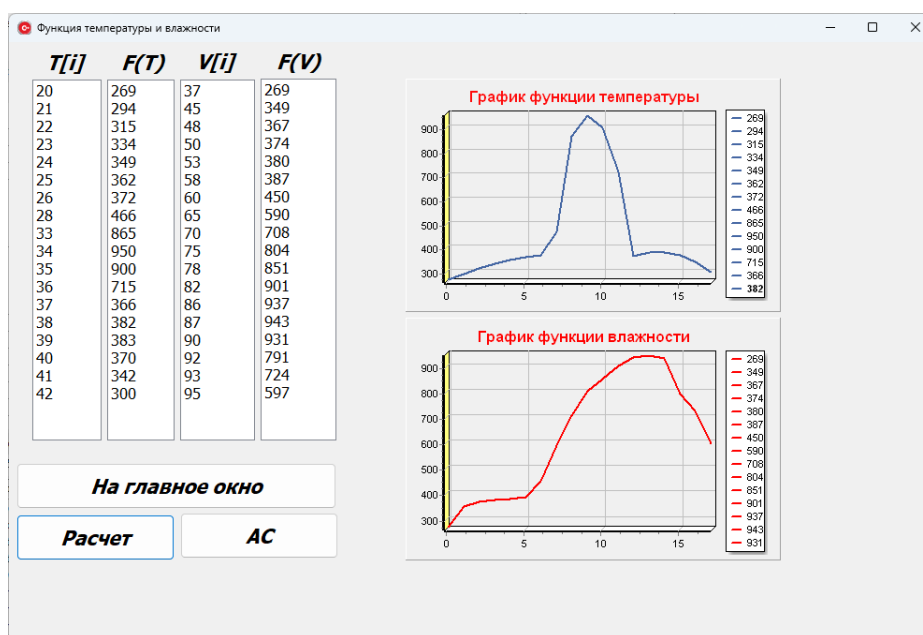 Функция температуры и влажности
T[i] F(T) V[i] F(V)
20 269 37 269
21 294 45 349
22 315 48 367
23 334 50 374
24 349 53 380
25 362 58 387
26 372 60 450
28 466 65 590
33 865 70 708
34 950 75 804
35 900 78 851
36 715 82 901
37 366 86 937
38 382 87 943
39 383 90 931
40 370 92 791
41 342 93 724
42 300 95 597
На главное окно
Расчет АС
График функции температуры
900
800
700
600
500
400
300
0 5 10 15
269
294
315
334
349
362
372
466
865
950
900
715
366
382
График функции влажности
900
800
700
600
500
400
300
0 5 10 15
269
349
367
374
380
387
450
590
708
804
851
901
937
943
931